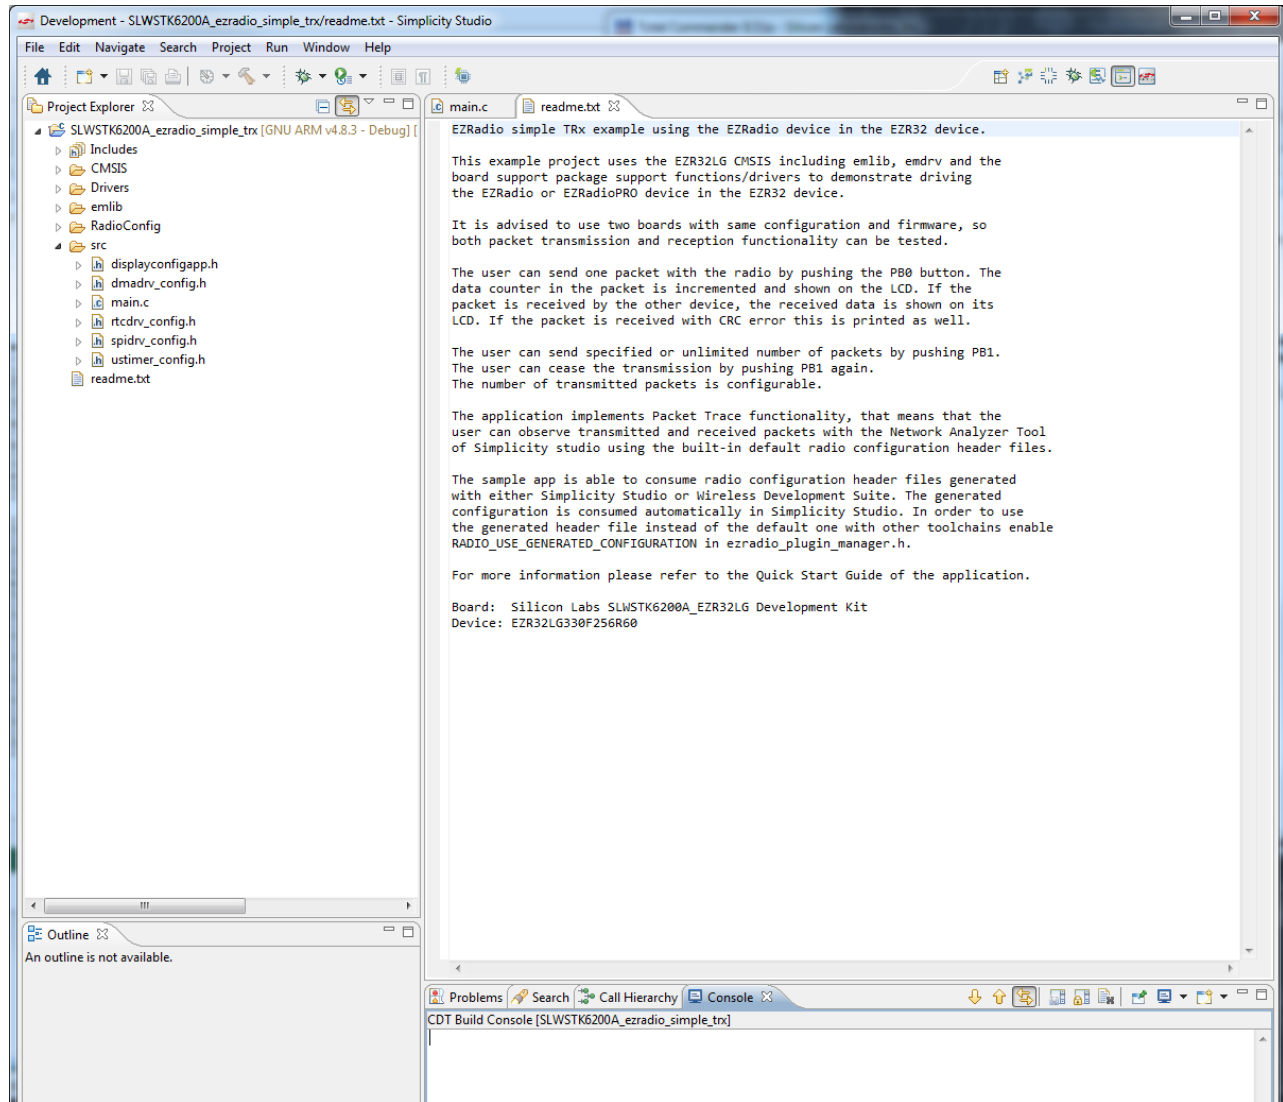 Development - SLWSTK6200A_ezradio_simple_trx/readme.txt - Simplicity Studio
File Edit Navigate Search Project Run Window Help
Project Explorer
SLWSTK6200A_ezradio_simple_trx [GNU ARM v4.8.3 - Debug] [
Includes
CMSIS
Drivers
emlib
RadioConfig
src
displayconfigapp.h
dmadrv_config.h
main.c
rtcdrv_config.h
spidrv_config.h
ustimer_config.h
readme.txt
main.c readme.txt
EZRadio simple TRx example using the EZRadio device in the EZR32 device.
This example project uses the EZR32LG CMSIS including emlib, emdrv and the
board support package support functions/drivers to demonstrate driving
the EZRadio or EZRadioPRO device in the EZR32 device.
It is advised to use two boards with same configuration and firmware, so
both packet transmission and reception functionality can be tested.
The user can send one packet with the radio by pushing the PB0 button. The
data counter in the packet is incremented and shown on the LCD. If the
packet is received by the other device, the received data is shown on its
LCD. If the packet is received with CRC error this is printed as well.
The user can send specified or unlimited number of packets by pushing PB1.
The user can cease the transmission by pushing PB1 again.
The number of transmitted packets is configurable.
The application implements Packet Trace functionality, that means that the
user can observe transmitted and received packets with the Network Analyzer Tool
of Simplicity studio using the built-in default radio configuration header files.
The sample app is able to consume radio configuration header files generated
with either Simplicity Studio or Wireless Development Suite. The generated
configuration is consumed automatically in Simplicity Studio. In order to use
the generated header file instead of the default one with other toolchains enable
RADIO_USE_GENERATED_CONFIGURATION in ezradio_plugin_manager.h.
For more information please refer to the Quick Start Guide of the application.
Board: Silicon Labs SLWSTK6200A_EZR32LG Development Kit
Device: EZR32LG330F256R60
Outline
An outline is not available.
Problems Search Call Hierarchy Console
CDT Build Console [SLWSTK6200A_ezradio_simple_trx]